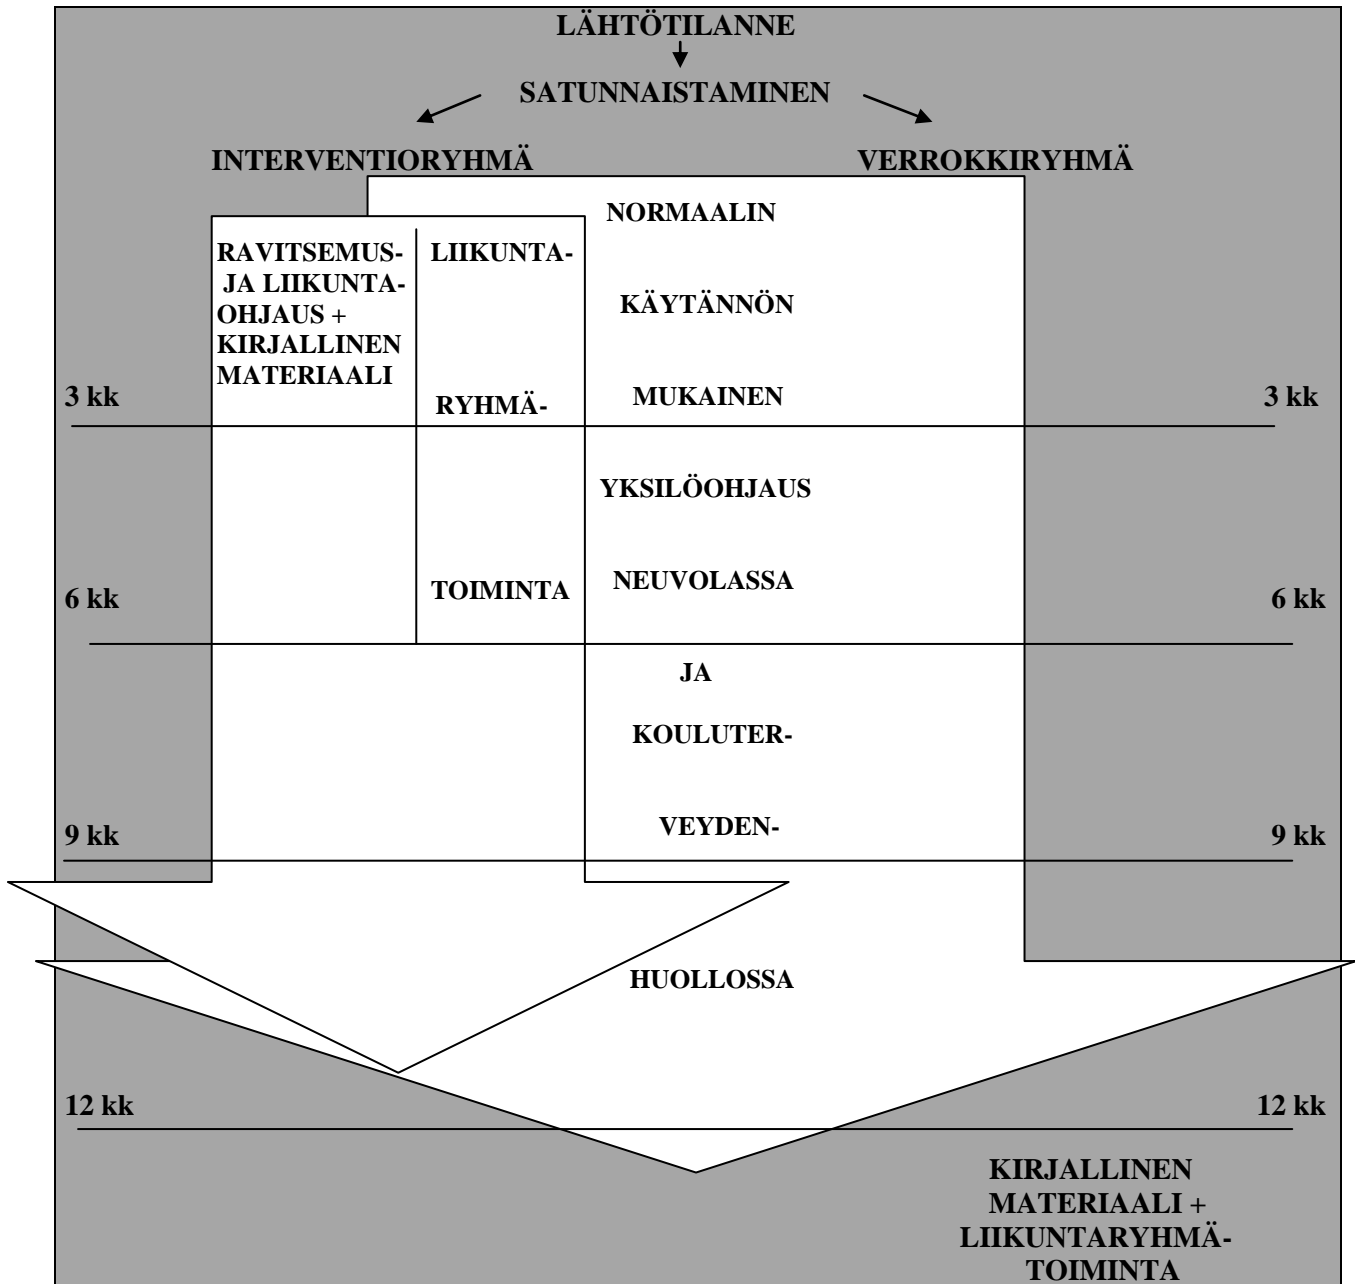 LÄHTÖTILANNE
SATUNNAISTAMINEN
INTERVENTIORYHMÄ
VERROKKIRYHMÄ
RAVITSEMUS-
JA LIIKUNTA-
OHJAUS +
KIRJALLINEN
MATERIAALI
LIIKUNTA-
RYHMÄ-
TOIMINTA
NORMAALIN
KÄYTÄNNÖN
MUKAINEN
YKSILÖOHJAUS
NEUVOLASSA
JA
KOULUTER-
VEYDEN-
HUOLLOSSA
3 kk
3 kk
6 kk
6 kk
9 kk
9 kk
12 kk
12 kk
KIRJALLINEN
MATERIAALI +
LIIKUNTARYHMÄ-
TOIMINTA